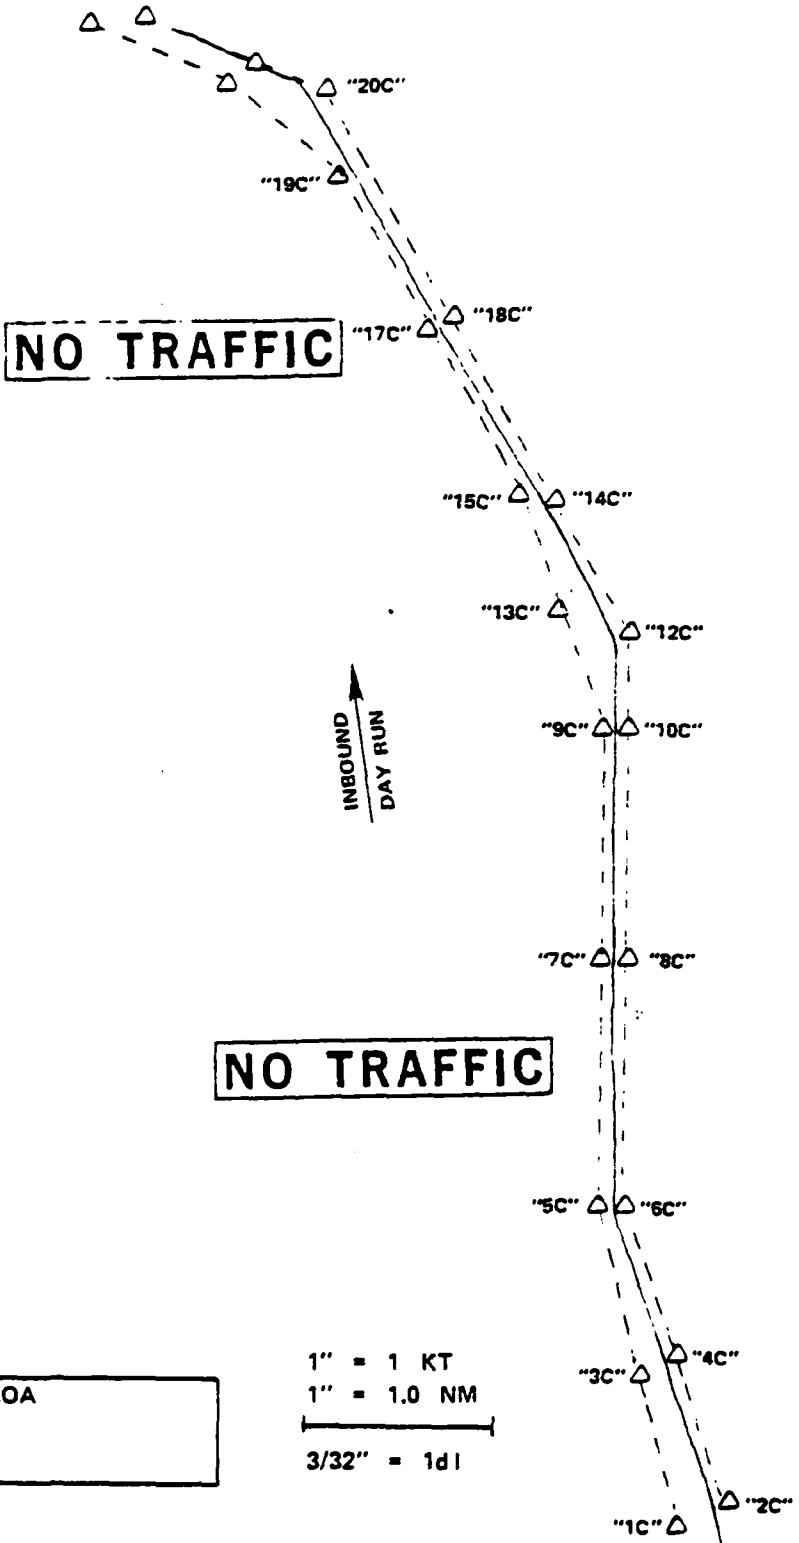 "20C"
"19C"
"18C"
"17C"
NO TRAFFIC
"15C" "14C"
"13C"
"12C"
"9C" "10C"
INBOUND
DAY RUN
"7C" "8C"
NO TRAFFIC
"5C" "6C"
"4C"
"3C"
1" = 1 KT
1" = 1.0 NM
3/32" = 1dl
OA
"2C"
"1C"